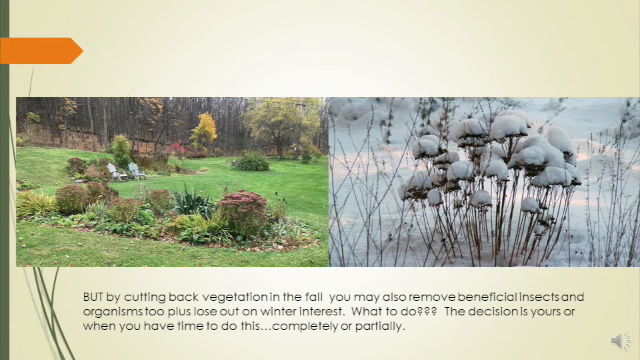 BUT by cutting back vegetation in the fall you may also remove beneficial insects and
organisms too plus lose out on winter interest. What to do??? The decision is yours or
when you have time to do this...completely or partially.